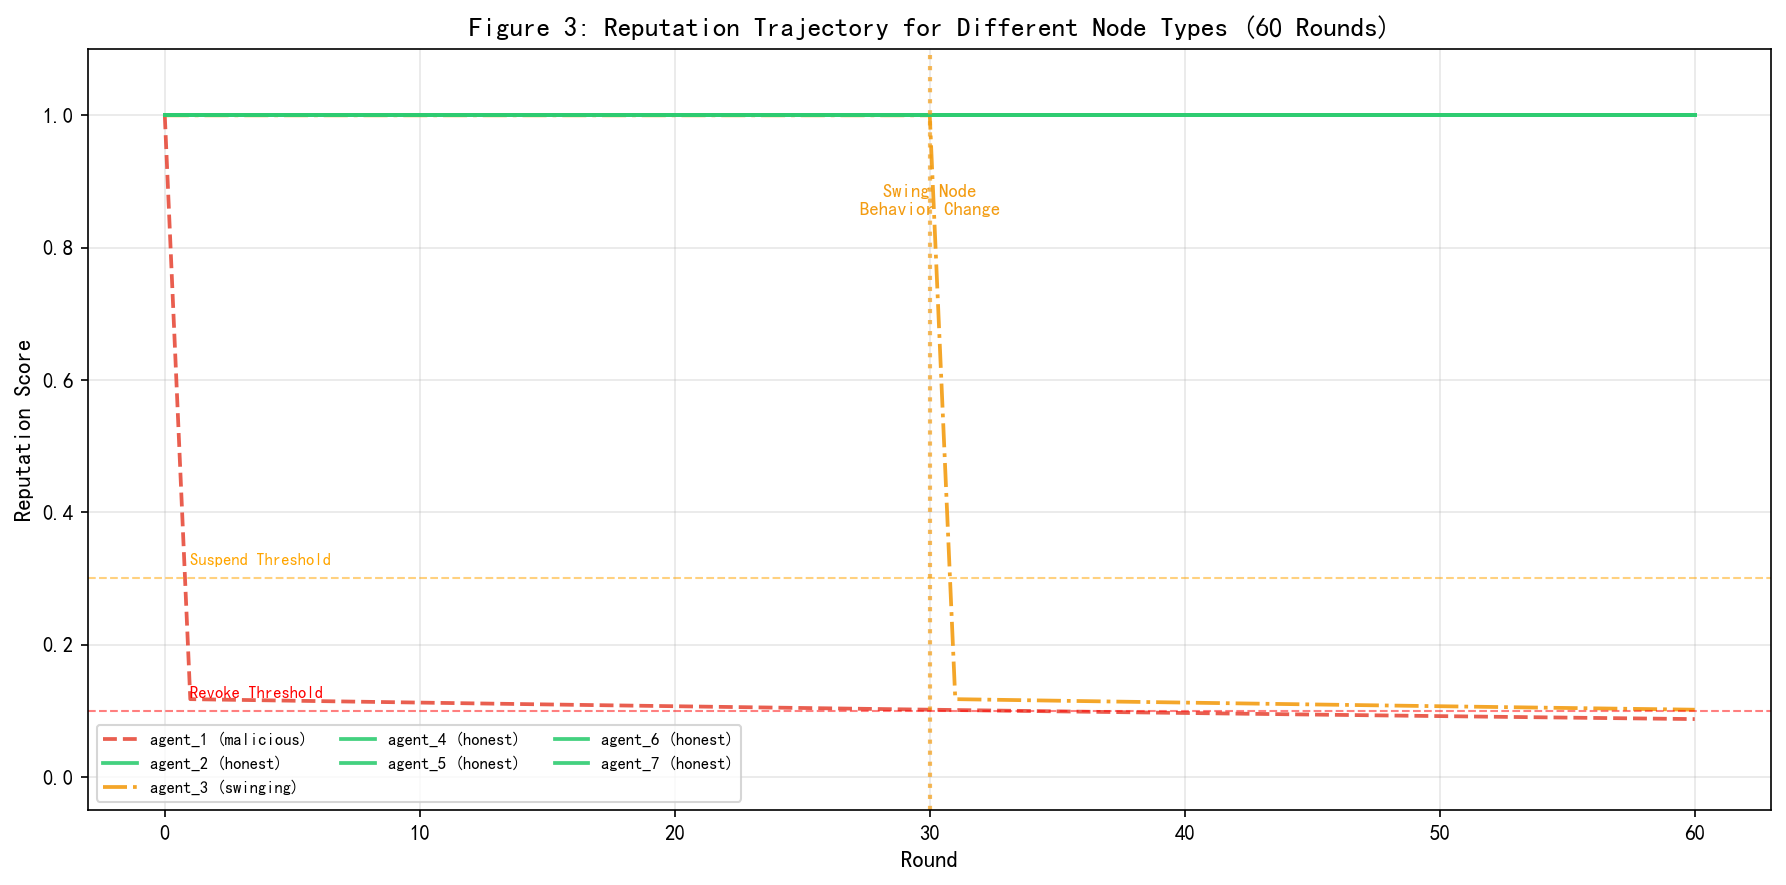 Figure 3: Reputation Trajectory for Different Node Types (60 Rounds)
Reputation Score
1.0
0.8
0.6
0.4
0.2
0.0
Swing Node
Behavior Change
Suspend Threshold
Revoke Threshold
agent_1 (malicious)
agent_2 (honest)
agent_3 (swinging)
agent_4 (honest)
agent_5 (honest)
agent_6 (honest)
agent_7 (honest)
0
10
20
30
40
50
60
Round